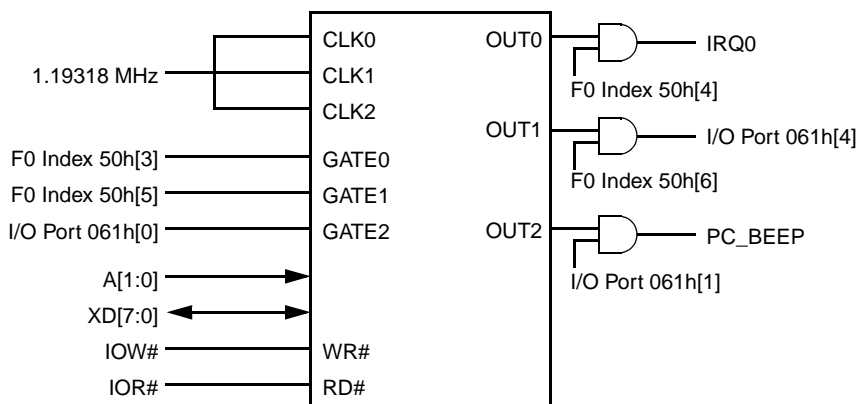 CLK0
OUT0
IRQ0
1.19318 MHz
CLK1
F0 Index 50h[4]
CLK2
OUT1
I/O Port 061h[4]
F0 Index 50h[3]
GATE0
F0 Index 50h[6]
F0 Index 50h[5]
GATE1
I/O Port 061h[0]
GATE2
OUT2
PC_BEEP
A[1:0]
I/O Port 061h[1]
XD[7:0]
IOW#
WR#
IOR#
RD#